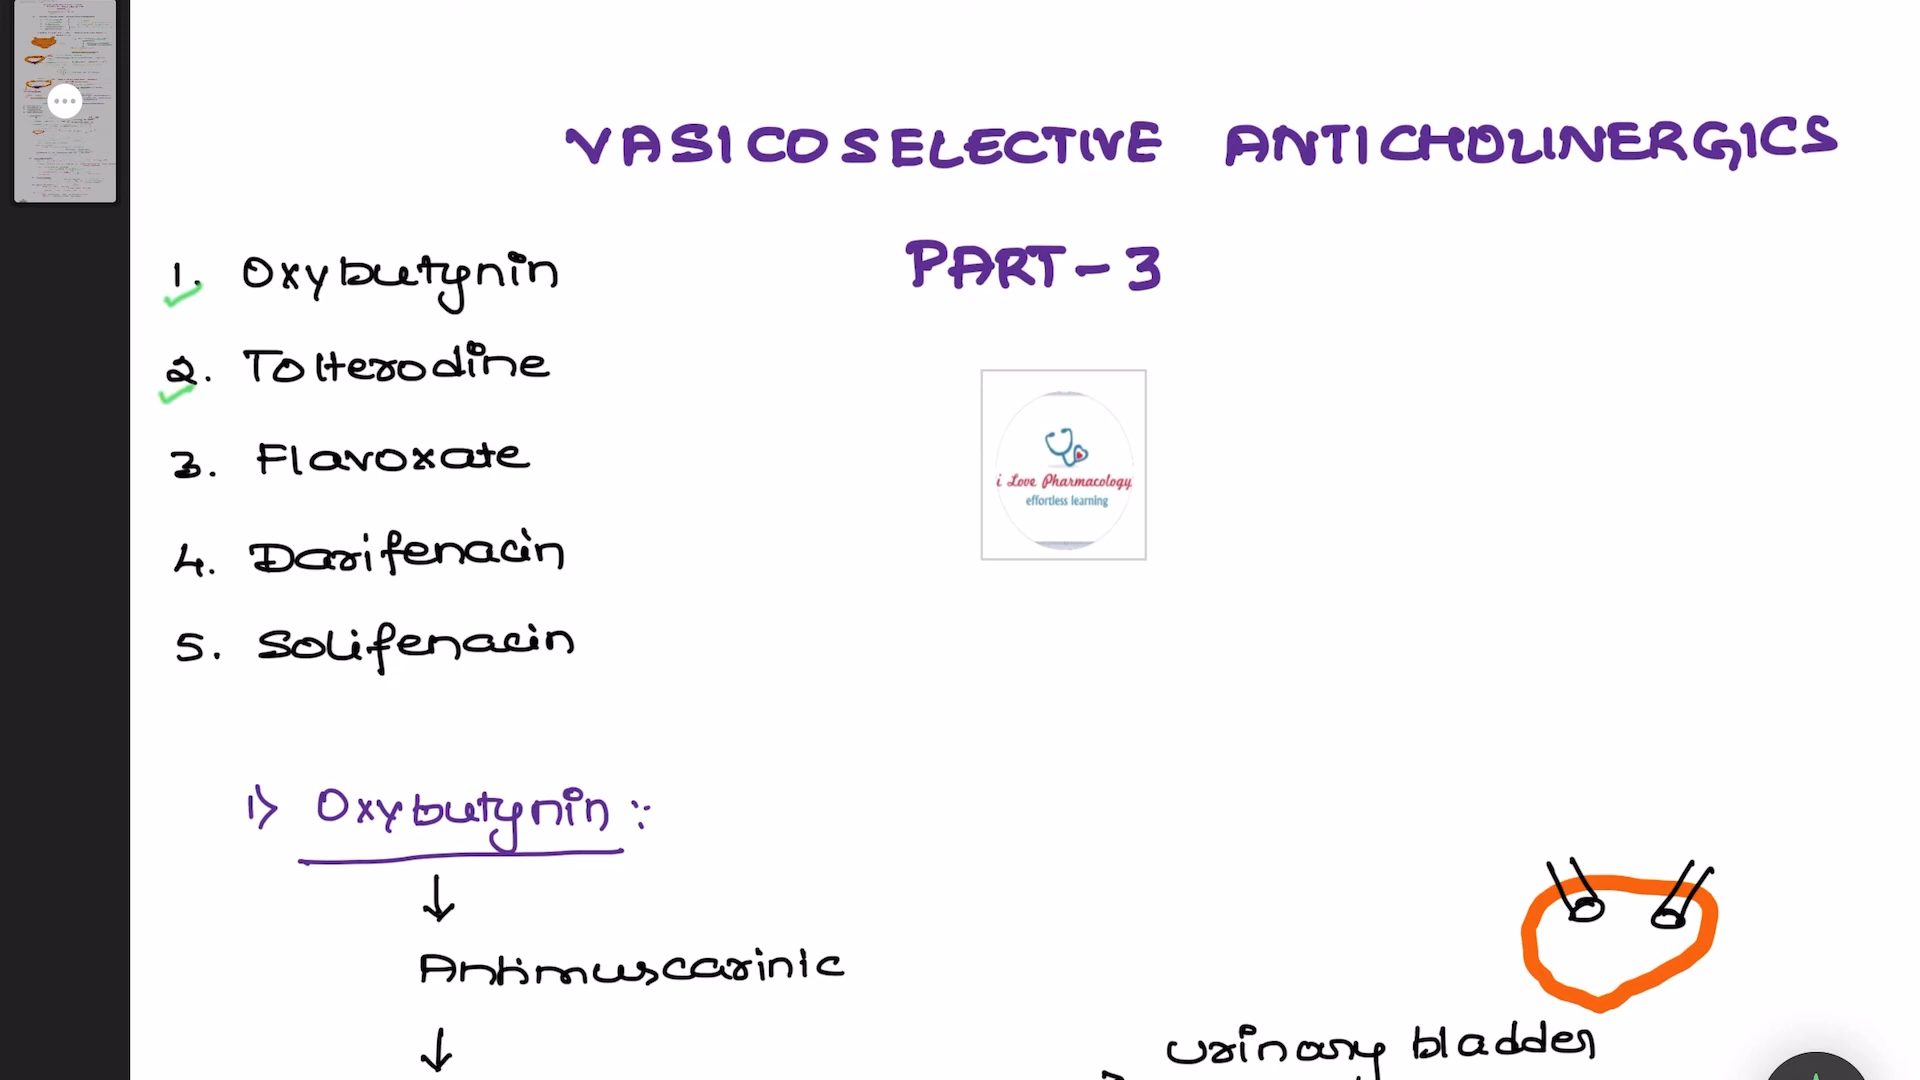 VASICOSELECTIVE ANTICHOLINERGICS
PART-3
1. Oxybutynin
2. Tolterodine
3. Flavoxate
4. Darifenacin
5. Solifenacin
i Love Pharmacology
effortless learning
1) Oxybutynin :-
↓
Antimuscarinic
↓
urinary bladder